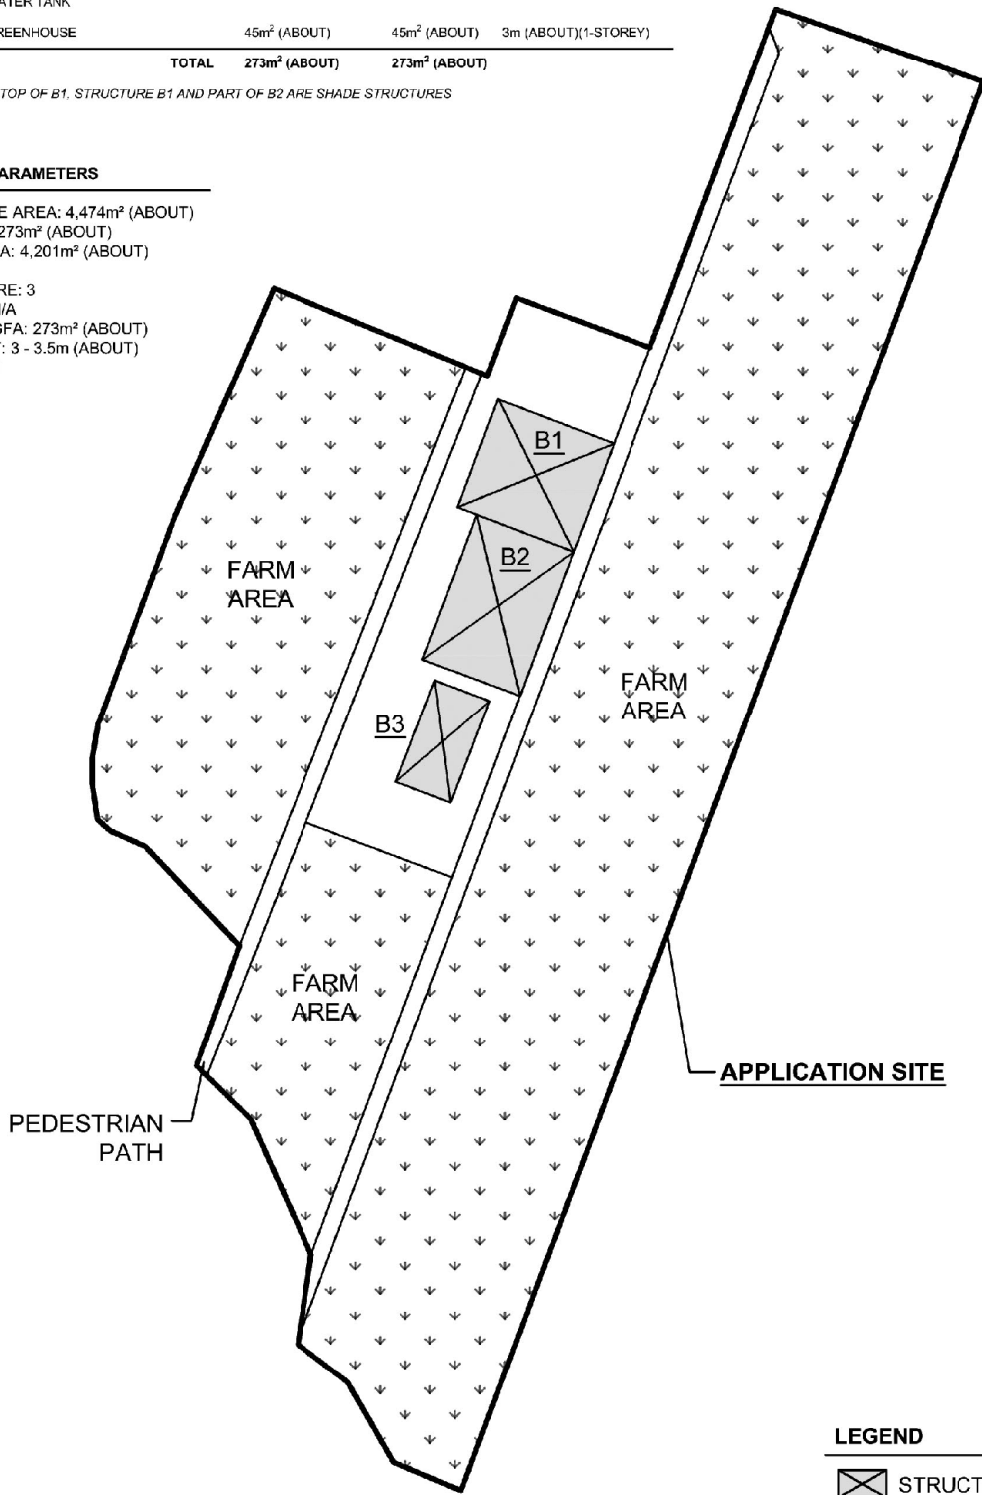 ATER TANK
REENHOUSE 45m² (ABOUT) 45m² (ABOUT) 3m (ABOUT)(1-STOREY)
TOTAL 273m² (ABOUT) 273m² (ABOUT)
TOP OF B1, STRUCTURE B1 AND PART OF B2 ARE SHADE STRUCTURES
ARAMETERS
E AREA: 4,474m² (ABOUT)
273m² (ABOUT)
A: 4,201m² (ABOUT)
RE: 3
I/A
GFA: 273m² (ABOUT)
T: 3 - 3.5m (ABOUT)
B1
B2
FARM
AREA
FARM
AREA
B3
FARM
AREA
APPLICATION SITE
PEDESTRIAN
PATH
LEGEND
STRUCT